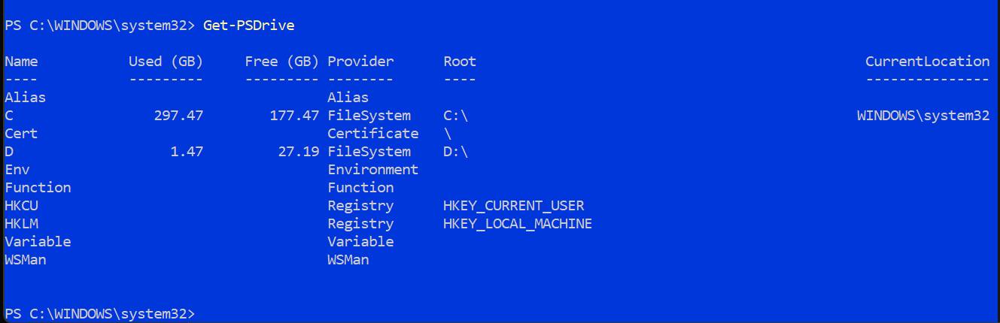 PS C:\WINDOWS\system32> Get-PSDrive
Name           Used (GB)     Free (GB) Provider      Root                                               CurrentLocation
----           ---------     --------- --------      ----                                               ---------------
Alias                                  Alias
C                 297.47        177.47 FileSystem    C:\                                               WINDOWS\system32
Cert                                   Certificate   \
D                   1.47         27.19 FileSystem    D:\
Env                                    Environment
Function                               Function
HKCU                                   Registry      HKEY_CURRENT_USER
HKLM                                   Registry      HKEY_LOCAL_MACHINE
Variable                               Variable
WSMan                                  WSMan
PS C:\WINDOWS\system32>